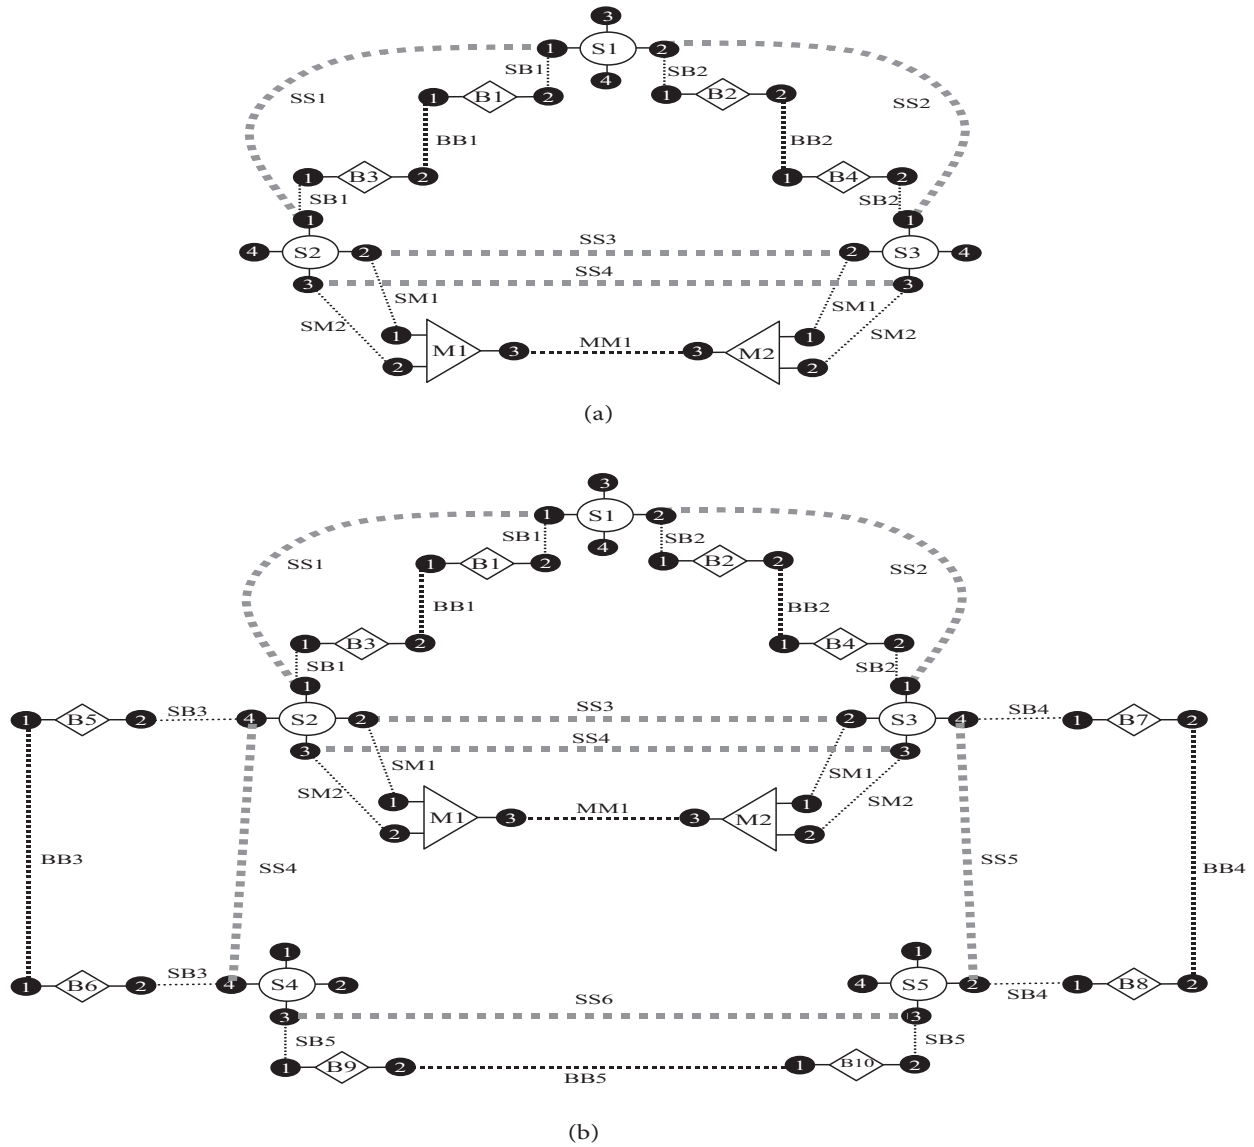 3
1 S1 2
4
SB1 SB2
SS1 SS2
1 B1 2 1 B2 2
BB1 BB2
1 B3 2 1 B4 2
SB1 SB2
1 1
4 S2 2 SS3 2 S3 4
3 SS4 3
SM1 SM1
SM2 SM2
1 M1 3 MM1 3 M2 1
2 2
(a)
3
1 S1 2
4
SB1 SB2
SS1 SS2
1 B1 2 1 B2 2
BB1 BB2
1 B3 2 1 B4 2
SB1 SB2
1 1
1 B5 2 SB3 4 S2 2 SS3 2 S3 4 SB4 1 B7 2
3 SS4 3
SM1 SM1
SM2 SM2
1 M1 3 MM1 3 M2 1
2 2
BB3 SS4 SS5 BB4
1 1
1 B6 2 SB3 4 S4 2 4 S5 2 SB4 1 B8 2
3 SS6 3
SB5 SB5
1 B9 2 BB5 1 B10 2
(b)